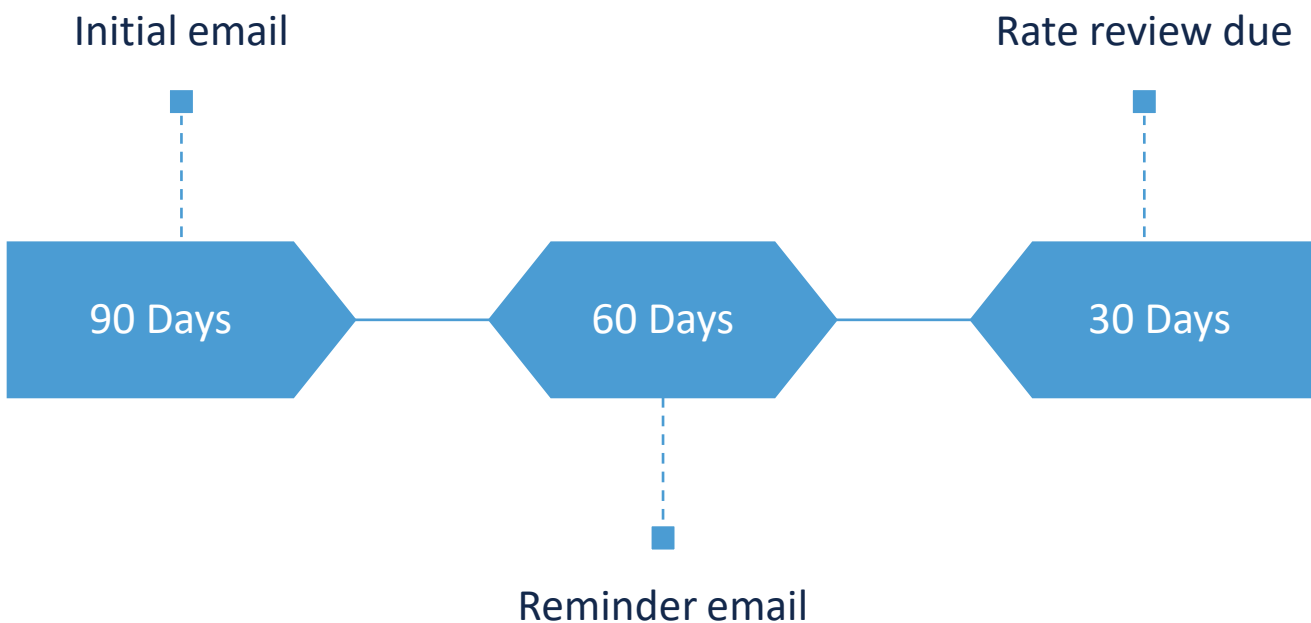 Initial email
Rate review due
90 Days
60 Days
30 Days
Reminder email